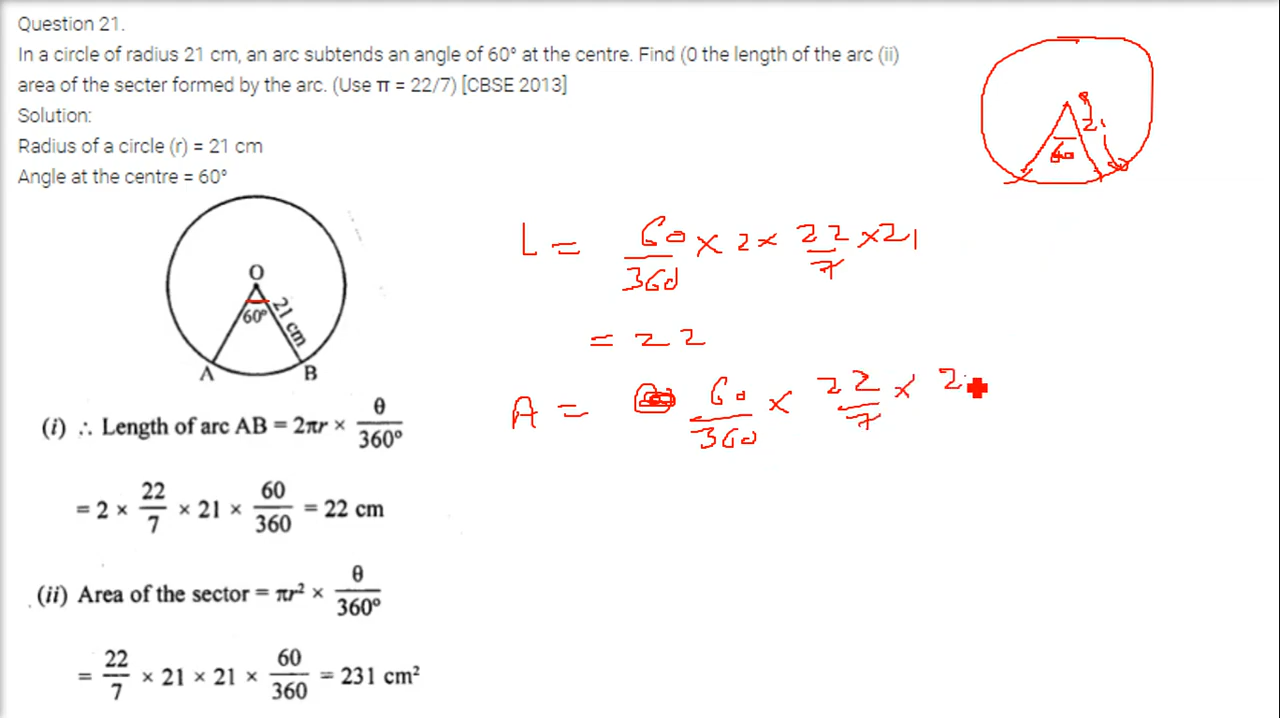 Question 21.
In a circle of radius 21 cm, an arc subtends an angle of 60° at the centre. Find (0 the length of the arc (ii)
area of the secter formed by the arc. (Use π = 22/7) [CBSE 2013]
Solution:
Radius of a circle (r) = 21 cm
Angle at the centre = 60°
O
60°
21 cm
A B
(i) ∴ Length of arc AB = 2πr × θ/360°
= 2 × 22/7 × 21 × 60/360 = 22 cm
(ii) Area of the sector = πr² × θ/360°
= 22/7 × 21 × 21 × 60/360 = 231 cm²
21
60
L = 60/360 × 2 × 22/7 × 21
= 22
A = 60/360 × 22/7 × 2